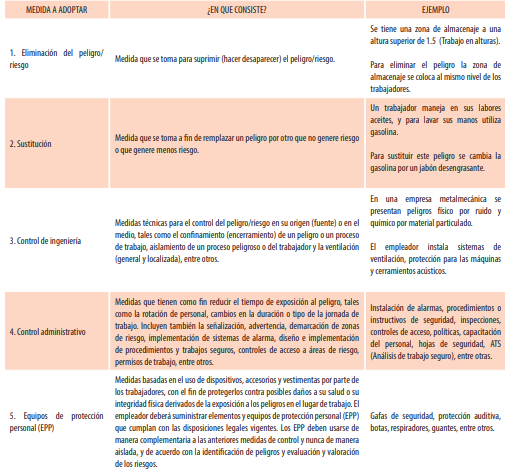 MEDIDA A ADOPTAR
¿EN QUE CONSISTE?
EJEMPLO
1. Eliminación del peligro/
riesgo
Medida que se toma para suprimir (hacer desaparecer) el peligro/riesgo.
Se tiene una zona de almacenaje a una
altura superior de 1.5 (Trabajo en alturas).
Para eliminar el peligro la zona de
almacenaje se coloca al mismo nivel de los
trabajadores.
2. Sustitución
Medida que se toma a fin de remplazar un peligro por otro que no genere riesgo
o que genere menos riesgo.
Un trabajador maneja en sus labores
aceites, y para lavar sus manos utiliza
gasolina.
Para sustituir este peligro se cambia la
gasolina por un jabón desengrasante.
3. Control de ingeniería
Medidas técnicas para el control del peligro/riesgo en su origen (fuente) o en el
medio, tales como el confinamiento (encerramiento) de un peligro o un proceso
de trabajo, aislamiento de un proceso peligroso o del trabajador y la ventilación
(general y localizada), entre otros.
En una empresa metalmecánica se
presentan peligros físico por ruido y
químico por material particulado.
El empleador instala sistemas de
ventilación, protección para las máquinas
y cerramientos acústicos.
4. Control administrativo
Medidas que tienen como fin reducir el tiempo de exposición al peligro, tales
como la rotación de personal, cambios en la duración o tipo de la jornada de
trabajo. Incluyen también la señalización, advertencia, demarcación de zonas
de riesgo, implementación de sistemas de alarma, diseño e implementación
de procedimientos y trabajos seguros, controles de acceso a áreas de riesgo,
permisos de trabajo, entre otros.
Instalación de alarmas, procedimientos o
instructivos de seguridad, inspecciones,
controles de acceso, políticas, capacitación
del personal, hojas de seguridad, ATS
(Análisis de trabajo seguro), entre otras.
5. Equipos de protección
personal (EPP)
Medidas basadas en el uso de dispositivos, accesorios y vestimentas por parte de
los trabajadores, con el fin de protegerlos contra posibles daños a su salud o su
integridad física derivados de la exposición a los peligros en el lugar de trabajo. El
empleador deberá suministrar elementos y equipos de protección personal (EPP)
que cumplan con las disposiciones legales vigentes. Los EPP deben usarse de
manera complementaria a las anteriores medidas de control y nunca de manera
aislada, y de acuerdo con la identificación de peligros y evaluación y valoración
de los riesgos.
Gafas de seguridad, protección auditiva,
botas, respiradores, guantes, entre otros.